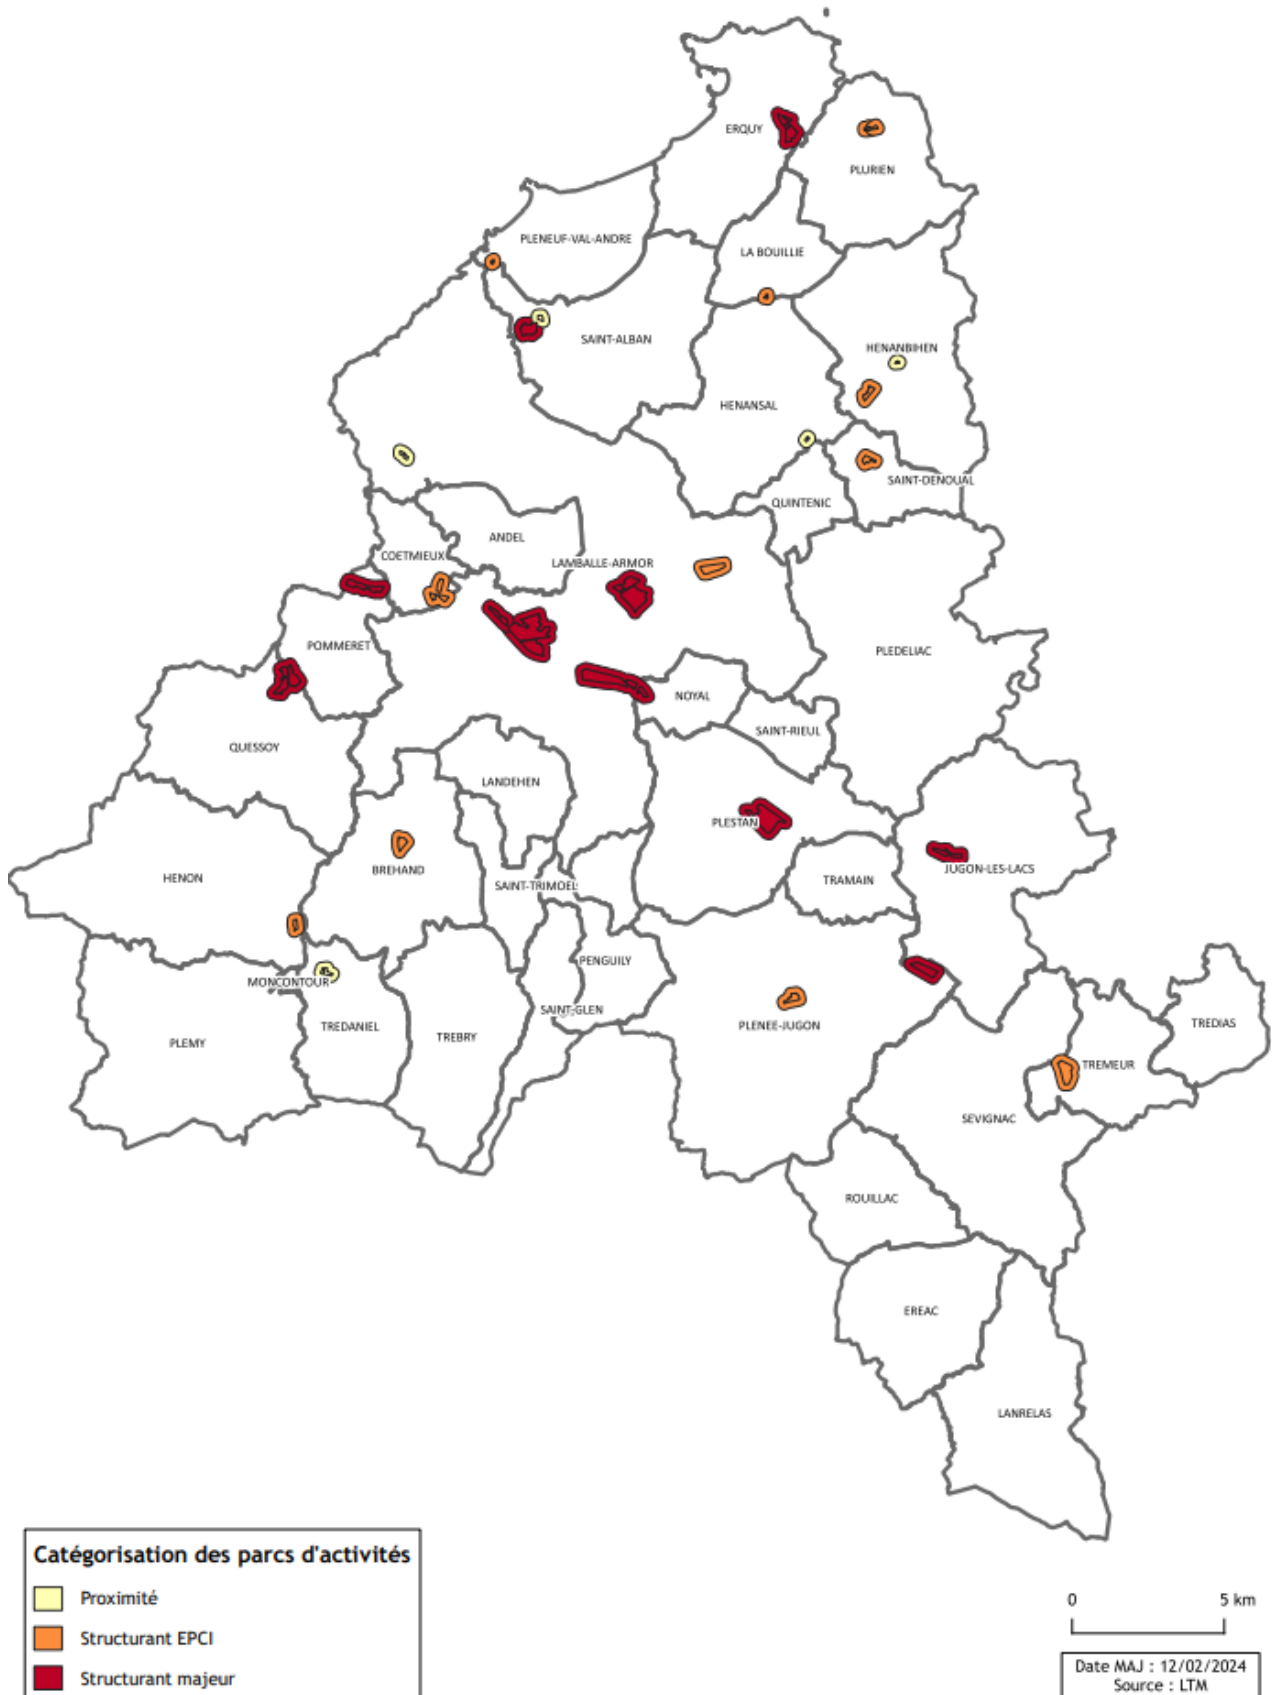 ERQUY
PLURIEN
PLENEUF-VAL-ANDRE
LA BOUILLIE
SAINT-ALBAN
HENANBIHEN
HENANSAL
SAINT-DENOUAL
QUINTENIC
ANDEL
COETMIEUX
LAMBALLE-ARMOR
POMMERET
PLEDELIAC
NOYAL
SAINT-RIEUL
QUESSOY
LANDEHEN
PLESTAN
BREHAND
HENON
SAINT-TRIMOEL
TRAMAIN
JUGON-LES-LACS
PENGUILY
MONCONTOUR
SAINT-GLEN
TREDANIEL
TREBRY
PLEMY
PLENEE-JUGON
TREDIAS
TREMEUR
SEVIGNAC
ROUILLAC
EREAC
LANRELAS
Catégorisation des parcs d'activités
Proximité
Structurant EPCI
Structurant majeur
0 5 km
Date MAJ : 12/02/2024
Source : LTM